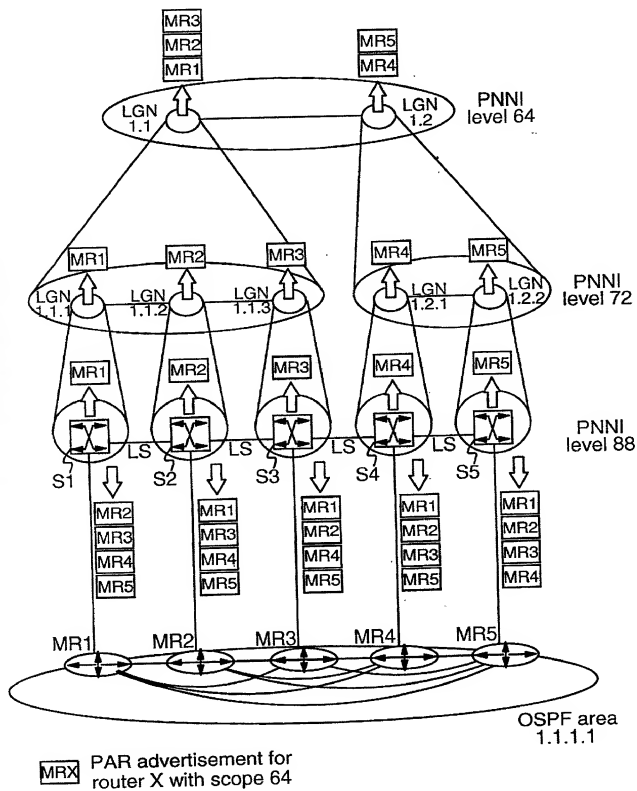 MR3
MR2
MR1
MR5
MR4
LGN
1.1
LGN
1.2
PNNI
level 64
MR1
MR2
MR3
MR4
MR5
LGN
1.1.1
LGN
1.1.2
LGN
1.1.3
LGN
1.2.1
LGN
1.2.2
PNNI
level 72
MR1
MR2
MR3
MR4
MR5
LS
LS
LS
LS
PNNI
level 88
S1
S2
S3
S4
S5
MR2
MR3
MR4
MR5
MR1
MR3
MR4
MR5
MR1
MR2
MR4
MR5
MR1
MR2
MR3
MR5
MR1
MR2
MR3
MR4
MR1
MR2
MR3
MR4
MR5
OSPF area
1.1.1.1
MRX
PAR advertisement for
router X with scope 64